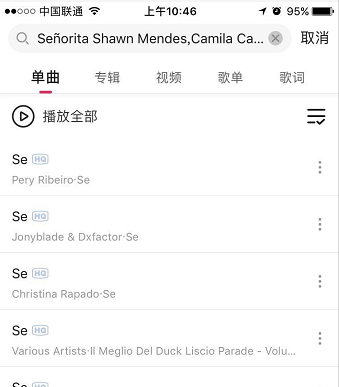 中国联通 上午10:46 95%
Señorita Shawn Mendes,Camila Ca... 取消
单曲 专辑 视频 歌单 歌词
播放全部
Se HQ
Pery Ribeiro·Se
Se HQ
Jonyblade & Dxfactor·Se
Se HQ
Christina Rapado·Se
Se HQ
Various Artists·Il Meglio Del Duck Liscio Parade - Volu...
Se HQ